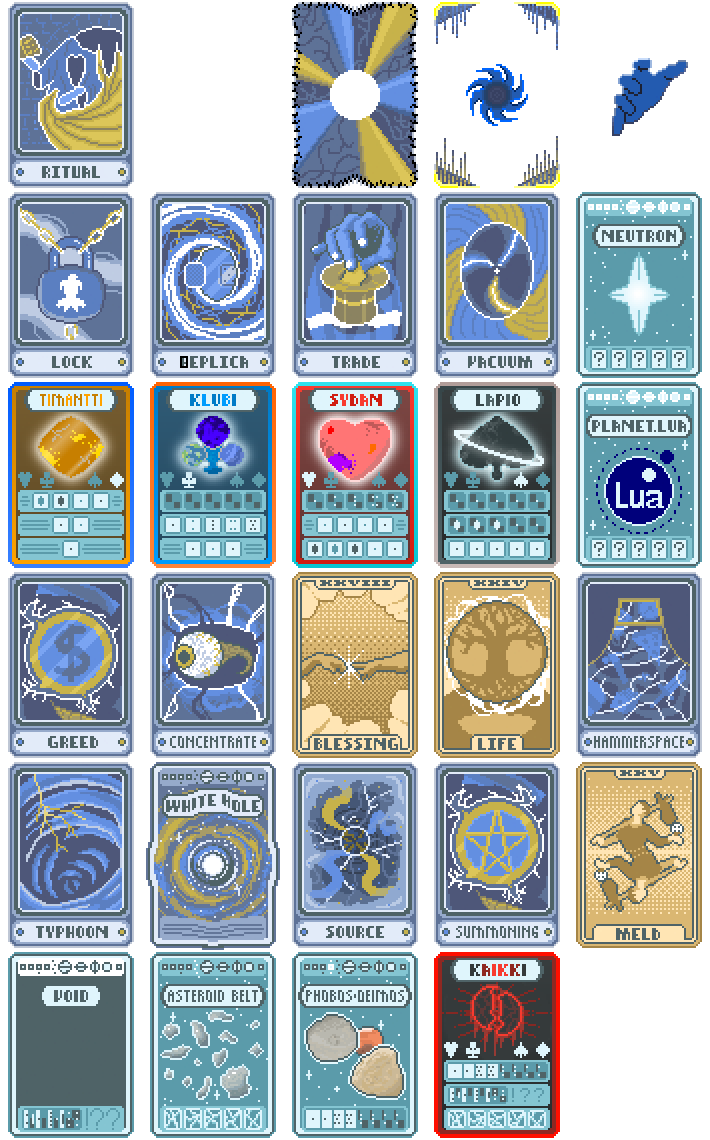 RITUAL
LOCK
REPLICA
TRADE
VACUUM
NEUTRON
? ? ? ? ?
TIMANTTI
KLUBI
SYDAN
LAPIO
PLANET.LUA
Lua
? ? ? ? ?
$
GREED
CONCENTRATE
XXVIII
BLESSING
XXIV
LIFE
HAMMERSPACE
TYPHOON
WHITE HOLE
SOURCE
SUMMONING
XXV
MELD
VOID
!??
ASTEROID BELT
PHOBOS·DEIMOS
KAIKKI
!??